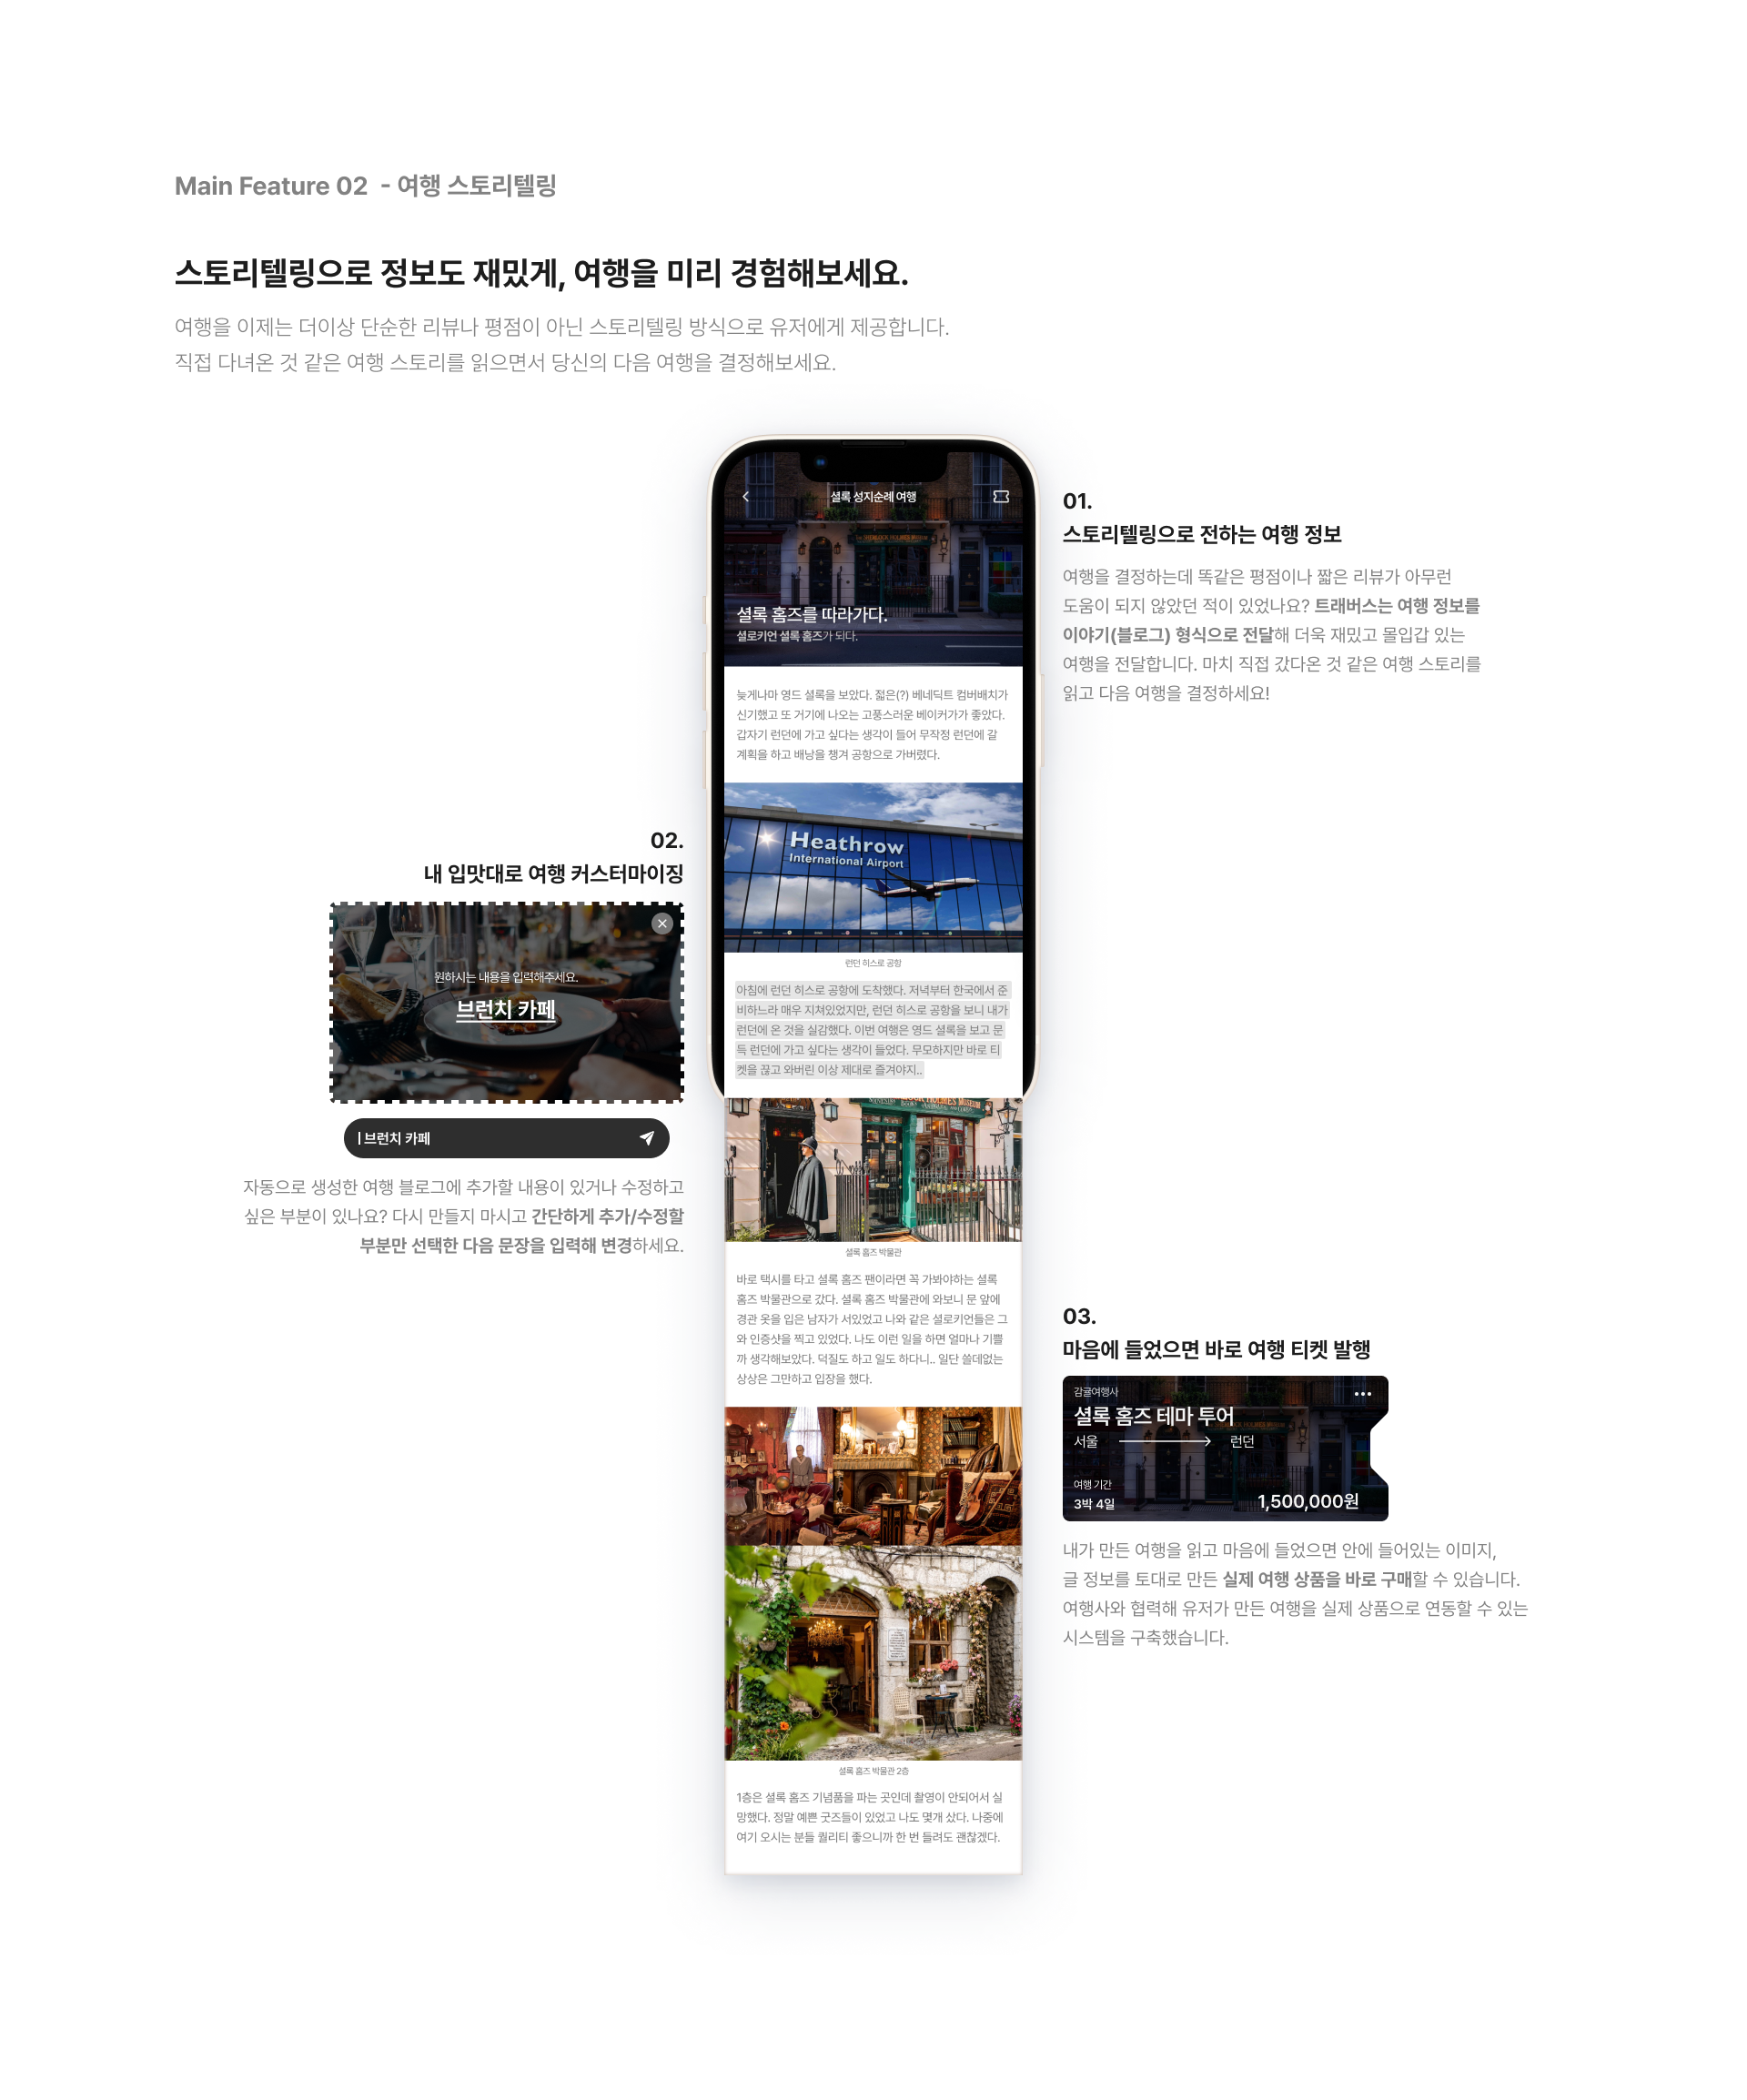 Main Feature 02  - 여행 스토리텔링
스토리텔링으로 정보도 재밌게, 여행을 미리 경험해보세요.
여행을 이제는 더이상 단순한 리뷰나 평점이 아닌 스토리텔링 방식으로 유저에게 제공합니다.
직접 다녀온 것 같은 여행 스토리를 읽으면서 당신의 다음 여행을 결정해보세요.
셜록 성지순례 여행
셜록 홈즈를 따라가다.
셜로키언 셜록 홈즈가 되다.
늦게나마 영드 셜록을 보았다. 젋은(?) 베네딕트 컴버배치가
신기했고 또 거기에 나오는 고풍스러운 베이커가가 좋았다.
갑자기 런던에 가고 싶다는 생각이 들어 무작정 런던에 갈
계획을 하고 배낭을 챙겨 공항으로 가버렸다.
Heathrow
International Airport
런던 히스로 공항
아침에 런던 히스로 공항에 도착했다. 저녁부터 한국에서 준
비하느라 매우 지쳐있었지만, 런던 히스로 공항을 보니 내가
런던에 온 것을 실감했다. 이번 여행은 영드 셜록을 보고 문
득 런던에 가고 싶다는 생각이 들었다. 무모하지만 바로 티
켓을 끊고 와버린 이상 제대로 즐겨야지..
셜록 홈즈 박물관
바로 택시를 타고 셜록 홈즈 팬이라면 꼭 가봐야하는 셜록
홈즈 박물관으로 갔다. 셜록 홈즈 박물관에 와보니 문 앞에
경관 옷을 입은 남자가 서있었고 나와 같은 셜로키언들은 그
와 인증샷을 찍고 있었다. 나도 이런 일을 하면 얼마나 기쁠
까 생각해보았다. 덕질도 하고 일도 하다니.. 일단 쓸데없는
상상은 그만하고 입장을 했다.
셜록 홈즈 박물관 2층
1층은 셜록 홈즈 기념품을 파는 곳인데 촬영이 안되어서 실
망했다. 정말 예쁜 굿즈들이 있었고 나도 몇개 샀다. 나중에
여기 오시는 분들 퀄리티 좋으니까 한 번 들려도 괜찮겠다.
01.
스토리텔링으로 전하는 여행 정보
여행을 결정하는데 똑같은 평점이나 짧은 리뷰가 아무런
도움이 되지 않았던 적이 있었나요? 트래버스는 여행 정보를
이야기(블로그) 형식으로 전달해 더욱 재밌고 몰입갑 있는
여행을 전달합니다. 마치 직접 갔다온 것 같은 여행 스토리를
읽고 다음 여행을 결정하세요!
02.
내 입맛대로 여행 커스터마이징
원하시는 내용을 입력해주세요.
브런치 카페
브런치 카페
자동으로 생성한 여행 블로그에 추가할 내용이 있거나 수정하고
싶은 부분이 있나요? 다시 만들지 마시고 간단하게 추가/수정할
부분만 선택한 다음 문장을 입력해 변경하세요.
03.
마음에 들었으면 바로 여행 티켓 발행
감귤여행사
셜록 홈즈 테마 투어
서울 → 런던
여행 기간
3박 4일
1,500,000원
내가 만든 여행을 읽고 마음에 들었으면 안에 들어있는 이미지,
글 정보를 토대로 만든 실제 여행 상품을 바로 구매할 수 있습니다.
여행사와 협력해 유저가 만든 여행을 실제 상품으로 연동할 수 있는
시스템을 구축했습니다.